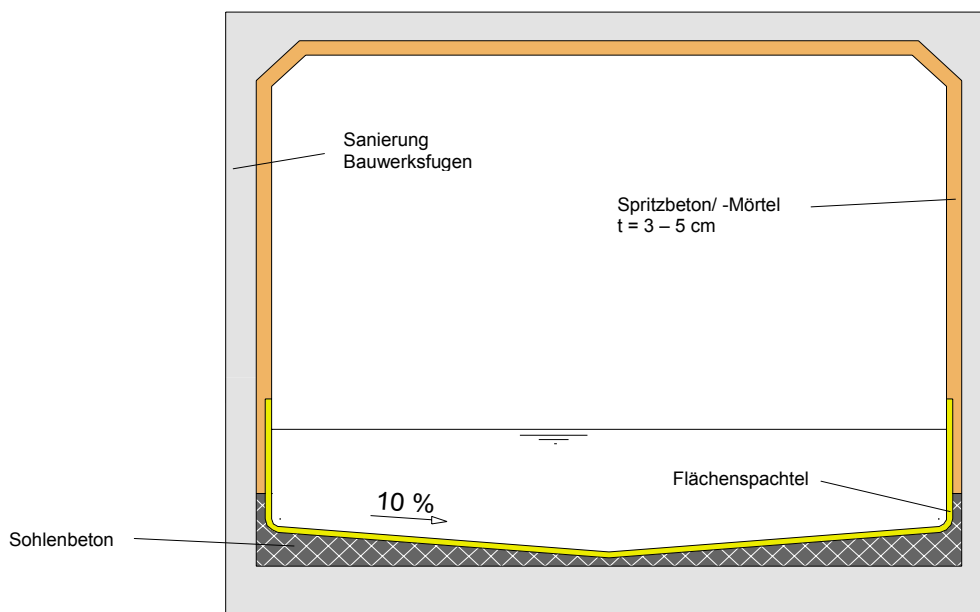 Sanierung
Bauwerksfugen
Spritzbeton/ -Mörtel
t = 3 – 5 cm
Flächenspachtel
10 %
Sohlenbeton